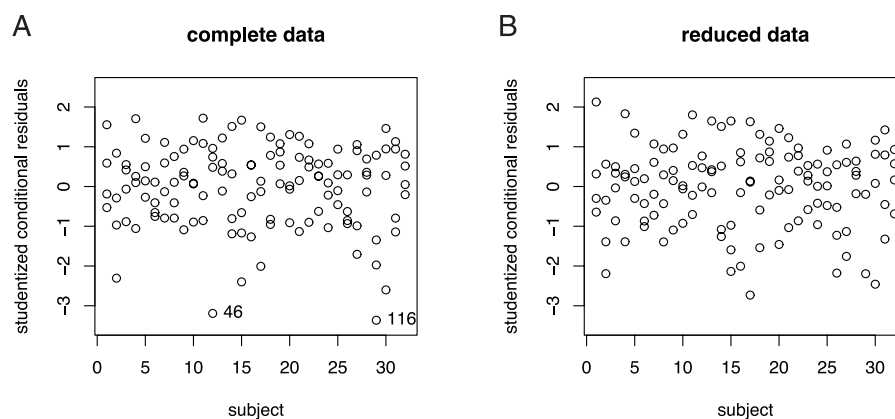 A
complete data
studentized conditional residuals
2
1
0
−1
−2
−3
46
116
0 5 10 15 20 25 30
subject
B
reduced data
studentized conditional residuals
2
1
0
−1
−2
−3
0 5 10 15 20 25 30
subject